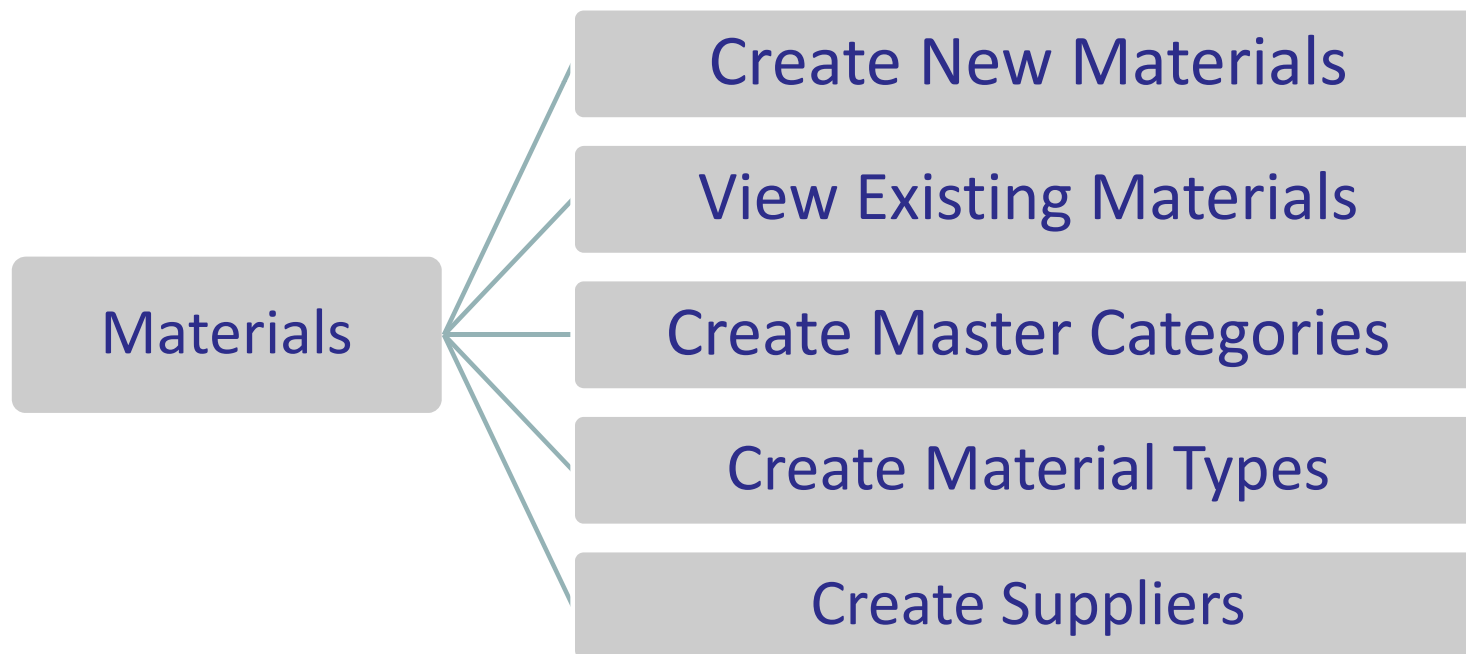 Create New Materials
View Existing Materials
Materials
Create Master Categories
Create Material Types
Create Suppliers